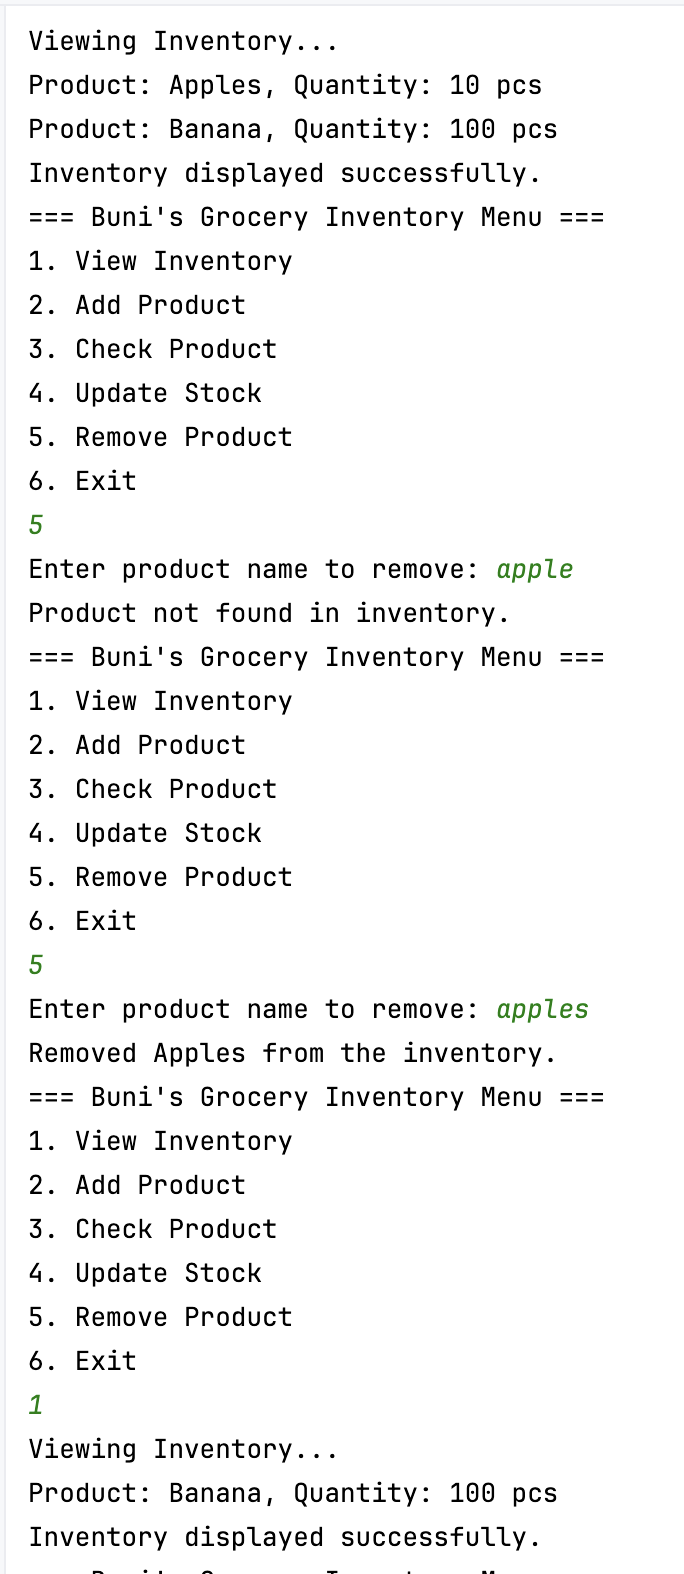 Viewing Inventory...
Product: Apples, Quantity: 10 pcs
Product: Banana, Quantity: 100 pcs
Inventory displayed successfully.
=== Buni's Grocery Inventory Menu ===
1. View Inventory
2. Add Product
3. Check Product
4. Update Stock
5. Remove Product
6. Exit
5
Enter product name to remove: apple
Product not found in inventory.
=== Buni's Grocery Inventory Menu ===
1. View Inventory
2. Add Product
3. Check Product
4. Update Stock
5. Remove Product
6. Exit
5
Enter product name to remove: apples
Removed Apples from the inventory.
=== Buni's Grocery Inventory Menu ===
1. View Inventory
2. Add Product
3. Check Product
4. Update Stock
5. Remove Product
6. Exit
1
Viewing Inventory...
Product: Banana, Quantity: 100 pcs
Inventory displayed successfully.